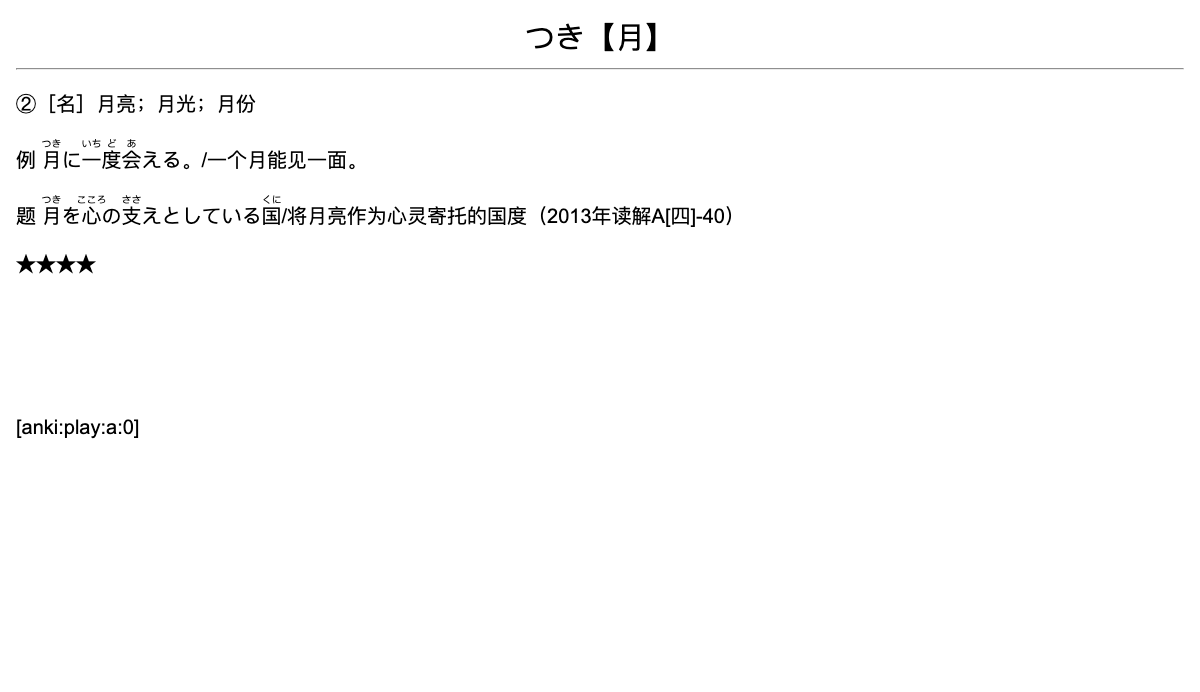 つき【月】
②［名］月亮；月光；月份
つき いち ど あ
例 月に一度会える。/一个月能见一面。
つき こころ ささ くに
题 月を心の支えとしている国/将月亮作为心灵寄托的国度（2013年读解A[四]-40）
★★★★
[anki:play:a:0]